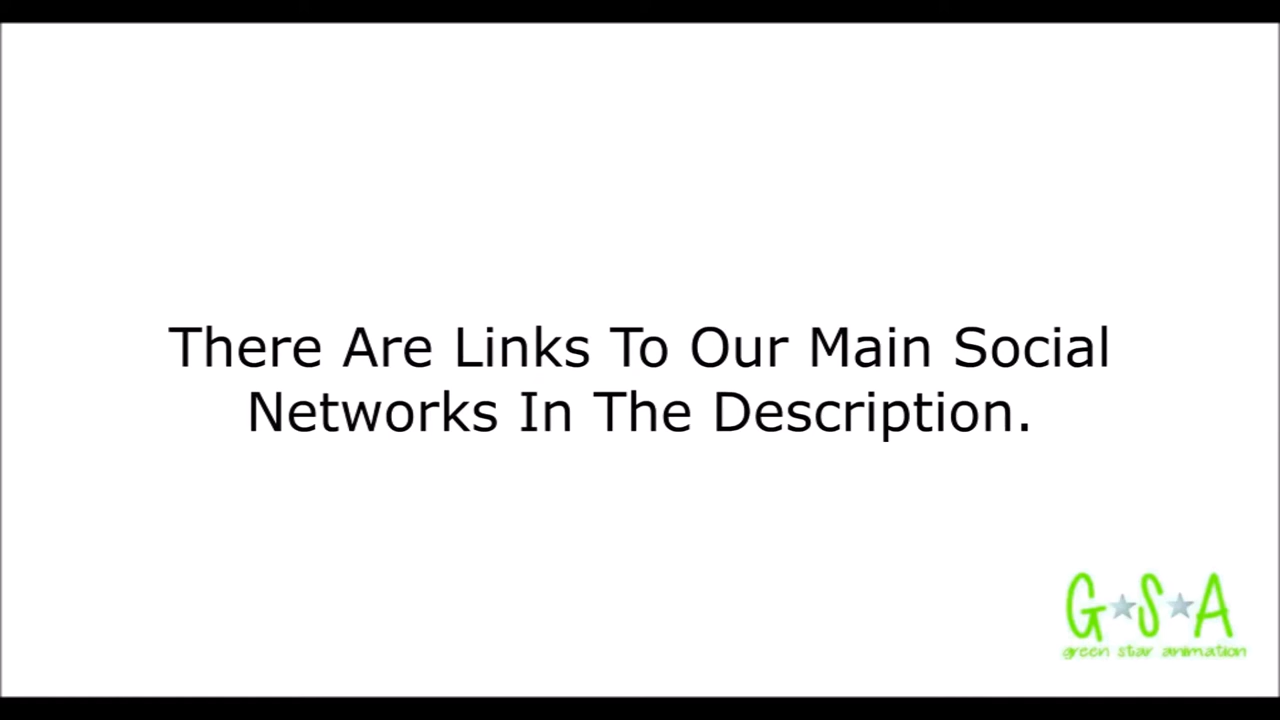 There Are Links To Our Main Social
Networks In The Description.
G★S★A
green star animation